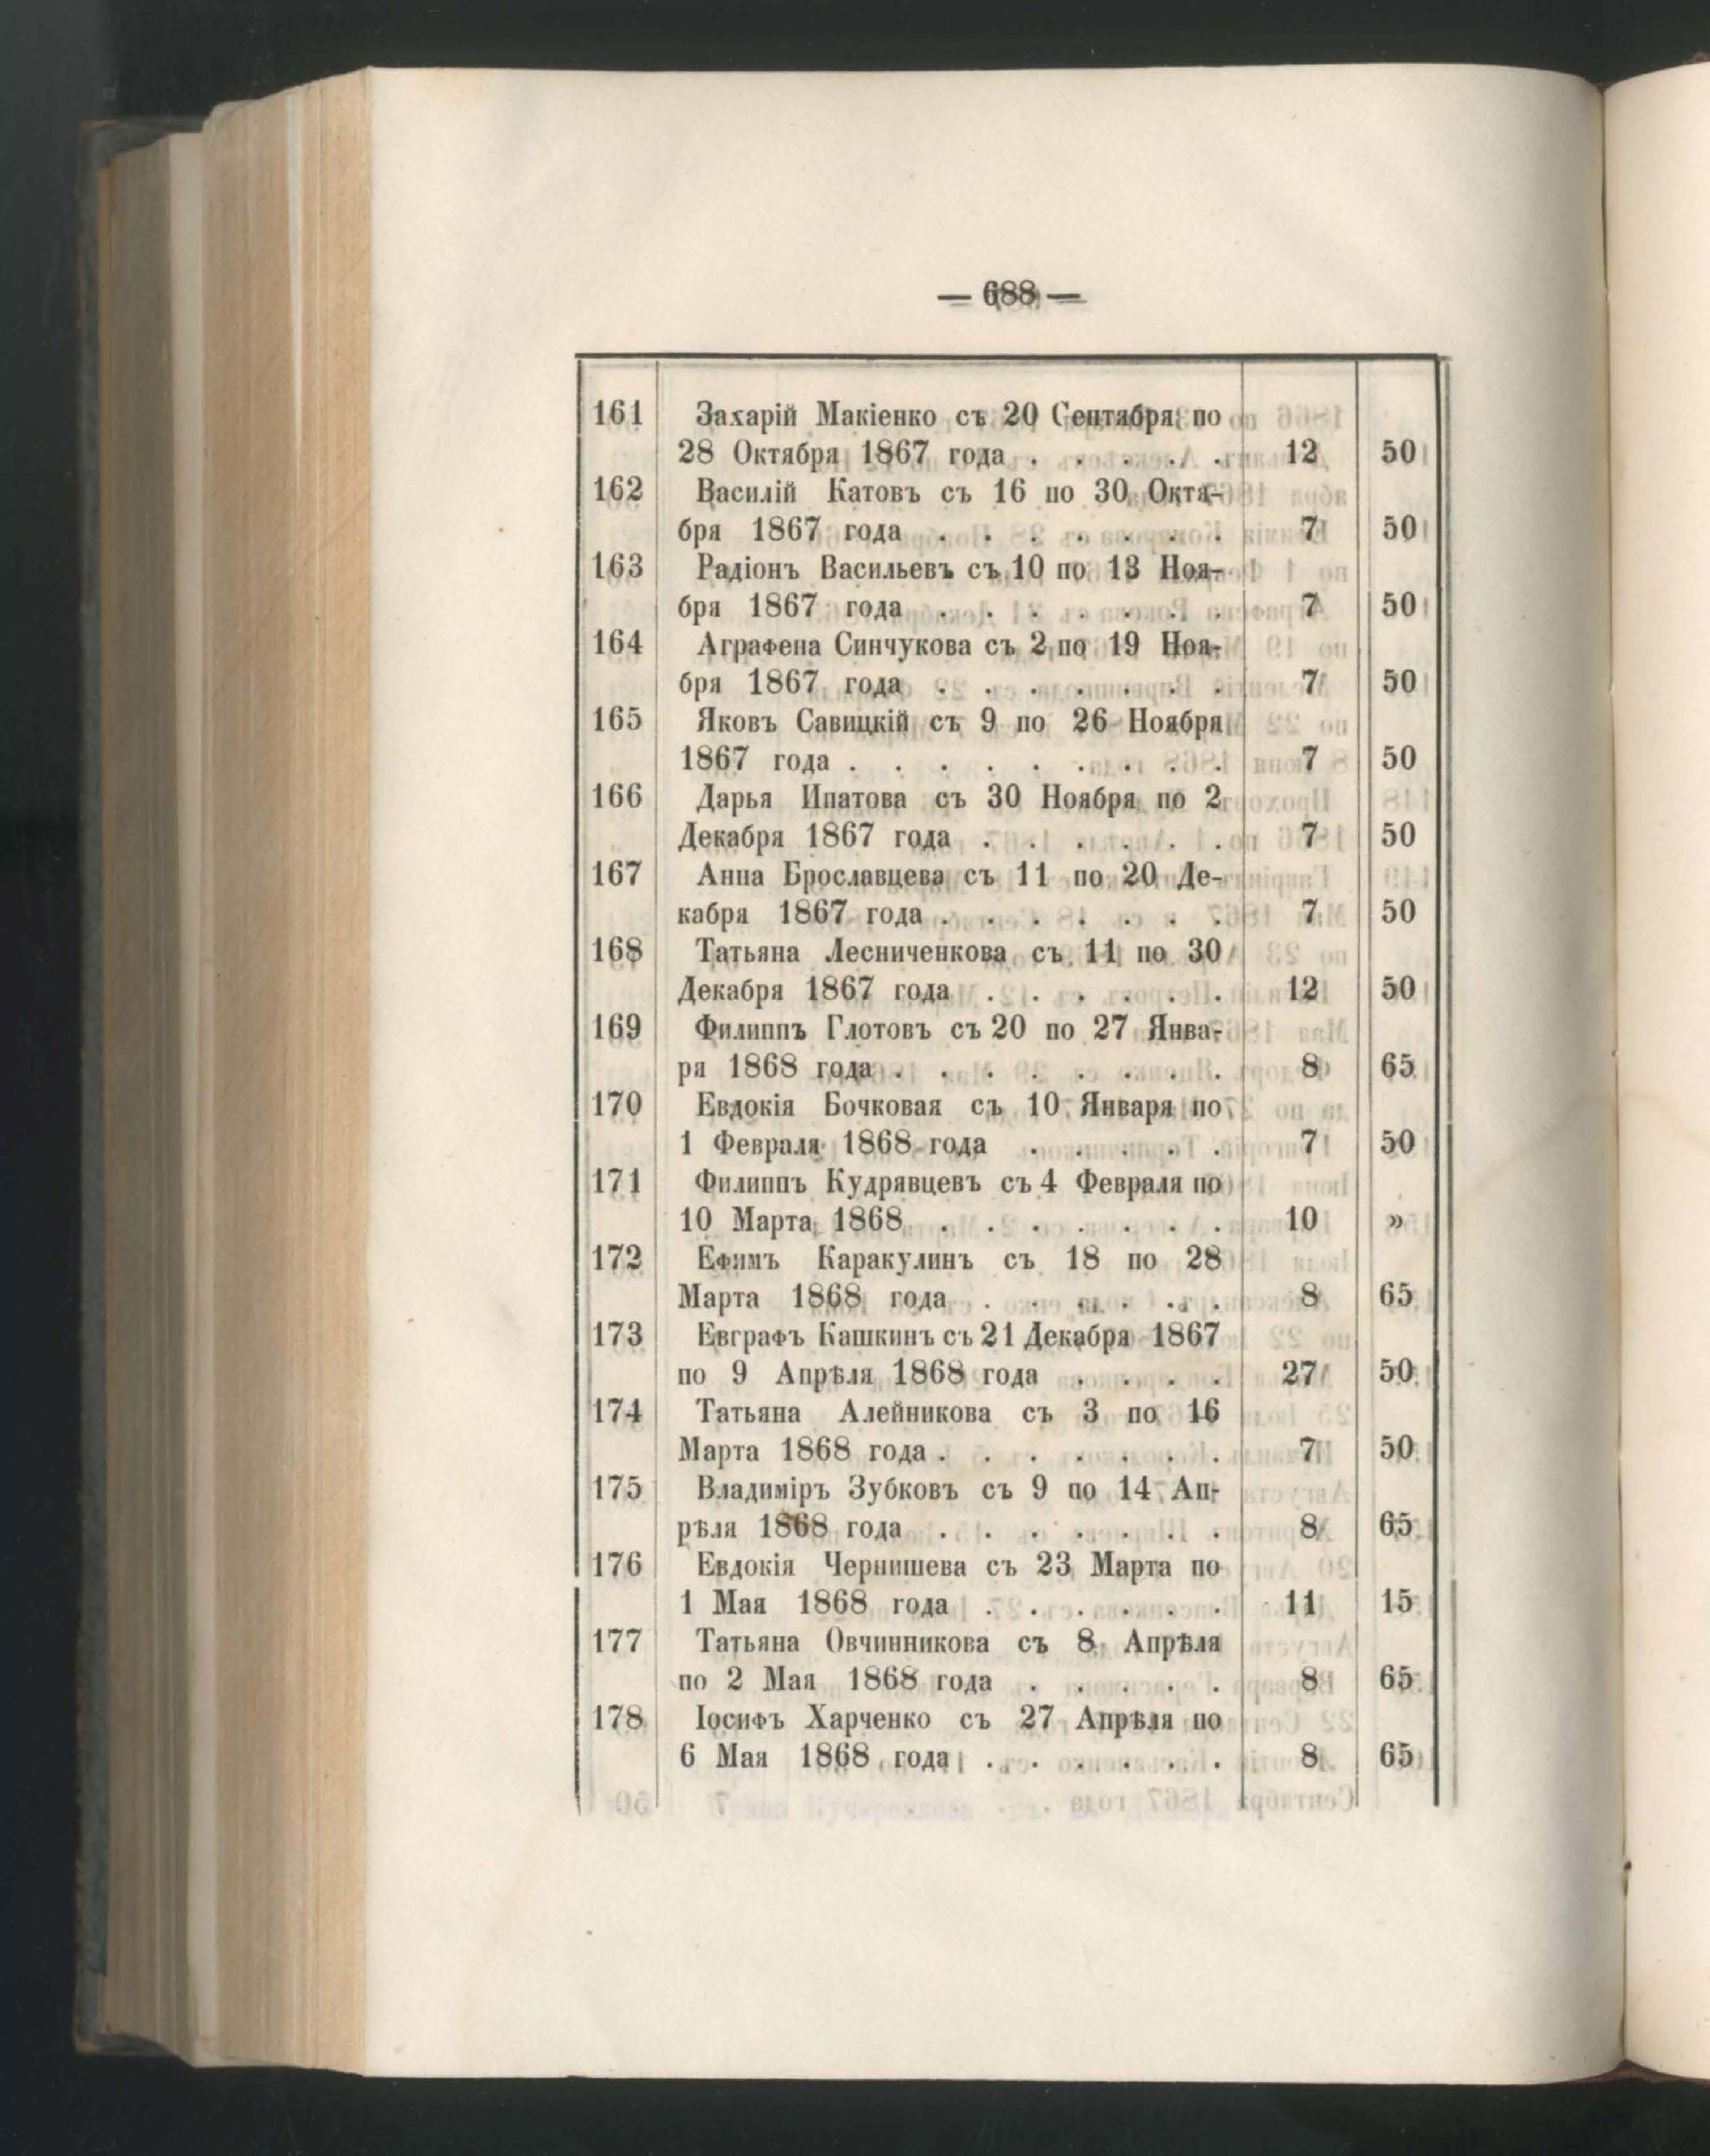 — 688 —
161 Захарій Макіенко съ 20 Сентября по
28 Октября 1867 года . . . . . 12 50
162 Василій Катовъ съ 16 по 30 Октя-
бря 1867 года . . . . . . . 7 50
163 Радіонъ Васильевъ съ 10 по 13 Ноя-
бря 1867 года . . . . . . . 7 50
164 Аграфена Синчукова съ 2 по 19 Ноя-
бря 1867 года . . . . . . . 7 50
165 Яковъ Савицкій съ 9 по 26 Ноября
1867 года . . . . . . . . . 7 50
166 Дарья Ипатова съ 30 Ноября по 2
Декабря 1867 года . . . . . . 7 50
167 Анна Брославцева съ 11 по 20 Де-
кабря 1867 года . . . . . . . 7 50
168 Татьяна Лесниченкова съ 11 по 30
Декабря 1867 года . . . . . . 12 50
169 Филиппъ Глотовъ съ 20 по 27 Янва-
ря 1868 года . . . . . . . . 8 65
170 Евдокія Бочковая съ 10 Января по
1 Февраля 1868 года . . . . . 7 50
171 Филиппъ Кудрявцевъ съ 4 Февраля по
10 Марта 1868 . . . . . . . 10 »
172 Ефимъ Каракулинъ съ 18 по 28
Марта 1868 года . . . . . . 8 65
173 Евграфъ Кашкинъ съ 21 Декабря 1867
по 9 Апрѣля 1868 года . . . . 27 50
174 Татьяна Алейникова съ 3 по 16
Марта 1868 года . . . . . . . 7 50
175 Владиміръ Зубковъ съ 9 по 14 Ап-
рѣля 1868 года . . . . . . . 8 65
176 Евдокія Чернишева съ 23 Марта по
1 Мая 1868 года . . . . . . 11 15
177 Татьяна Овчинникова съ 8 Апрѣля
по 2 Мая 1868 года . . . . . 8 65
178 Іосифъ Харченко съ 27 Апрѣля по
6 Мая 1868 года . . . . . . 8 65